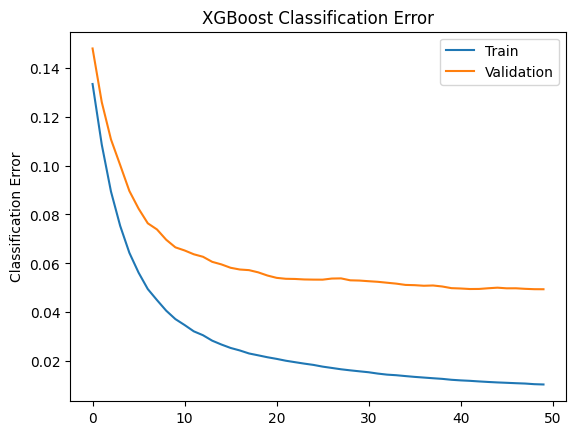 XGBoost Classification Error
Train
Validation
Classification Error
0.14
0.12
0.10
0.08
0.06
0.04
0.02
0 10 20 30 40 50